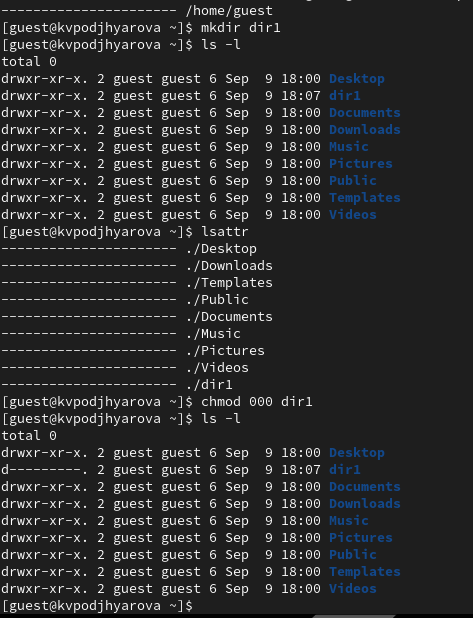 ---------------------- /home/guest
[guest@kvpodjhyarova ~]$ mkdir dir1
[guest@kvpodjhyarova ~]$ ls -l
total 0
drwxr-xr-x. 2 guest guest 6 Sep  9 18:00 Desktop
drwxr-xr-x. 2 guest guest 6 Sep  9 18:07 dir1
drwxr-xr-x. 2 guest guest 6 Sep  9 18:00 Documents
drwxr-xr-x. 2 guest guest 6 Sep  9 18:00 Downloads
drwxr-xr-x. 2 guest guest 6 Sep  9 18:00 Music
drwxr-xr-x. 2 guest guest 6 Sep  9 18:00 Pictures
drwxr-xr-x. 2 guest guest 6 Sep  9 18:00 Public
drwxr-xr-x. 2 guest guest 6 Sep  9 18:00 Templates
drwxr-xr-x. 2 guest guest 6 Sep  9 18:00 Videos
[guest@kvpodjhyarova ~]$ lsattr
---------------------- ./Desktop
---------------------- ./Downloads
---------------------- ./Templates
---------------------- ./Public
---------------------- ./Documents
---------------------- ./Music
---------------------- ./Pictures
---------------------- ./Videos
---------------------- ./dir1
[guest@kvpodjhyarova ~]$ chmod 000 dir1
[guest@kvpodjhyarova ~]$ ls -l
total 0
drwxr-xr-x. 2 guest guest 6 Sep  9 18:00 Desktop
d---------. 2 guest guest 6 Sep  9 18:07 dir1
drwxr-xr-x. 2 guest guest 6 Sep  9 18:00 Documents
drwxr-xr-x. 2 guest guest 6 Sep  9 18:00 Downloads
drwxr-xr-x. 2 guest guest 6 Sep  9 18:00 Music
drwxr-xr-x. 2 guest guest 6 Sep  9 18:00 Pictures
drwxr-xr-x. 2 guest guest 6 Sep  9 18:00 Public
drwxr-xr-x. 2 guest guest 6 Sep  9 18:00 Templates
drwxr-xr-x. 2 guest guest 6 Sep  9 18:00 Videos
[guest@kvpodjhyarova ~]$